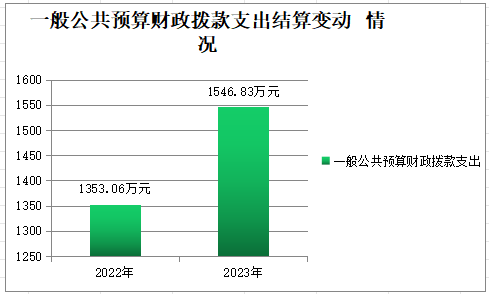 一般公共预算财政拨款支出结算变动 情
况
1600
1550
1500
1450
1400
1350
1300
1250
1353.06万元
1546.83万元
2022年
2023年
一般公共预算财政拨款支出